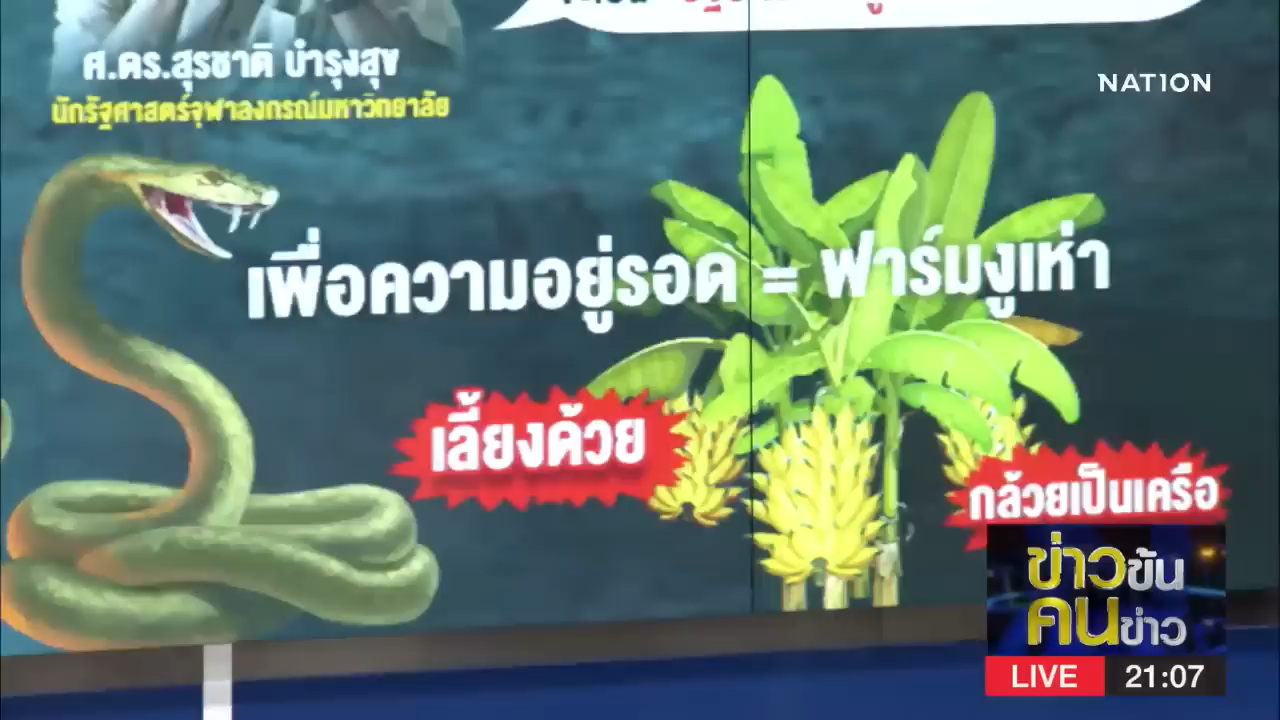 ศ.ดร.สุรชาติ บำรุงสุข
นักรัฐศาสตร์จุฬาลงกรณ์มหาวิทยาลัย
NATION
เพื่อความอยู่รอด = ฟาร์มงูเห่า
เลี้ยงด้วย
กล้วยเป็นเครือ
ข่าวข้น
คนข่าว
LIVE 21:07